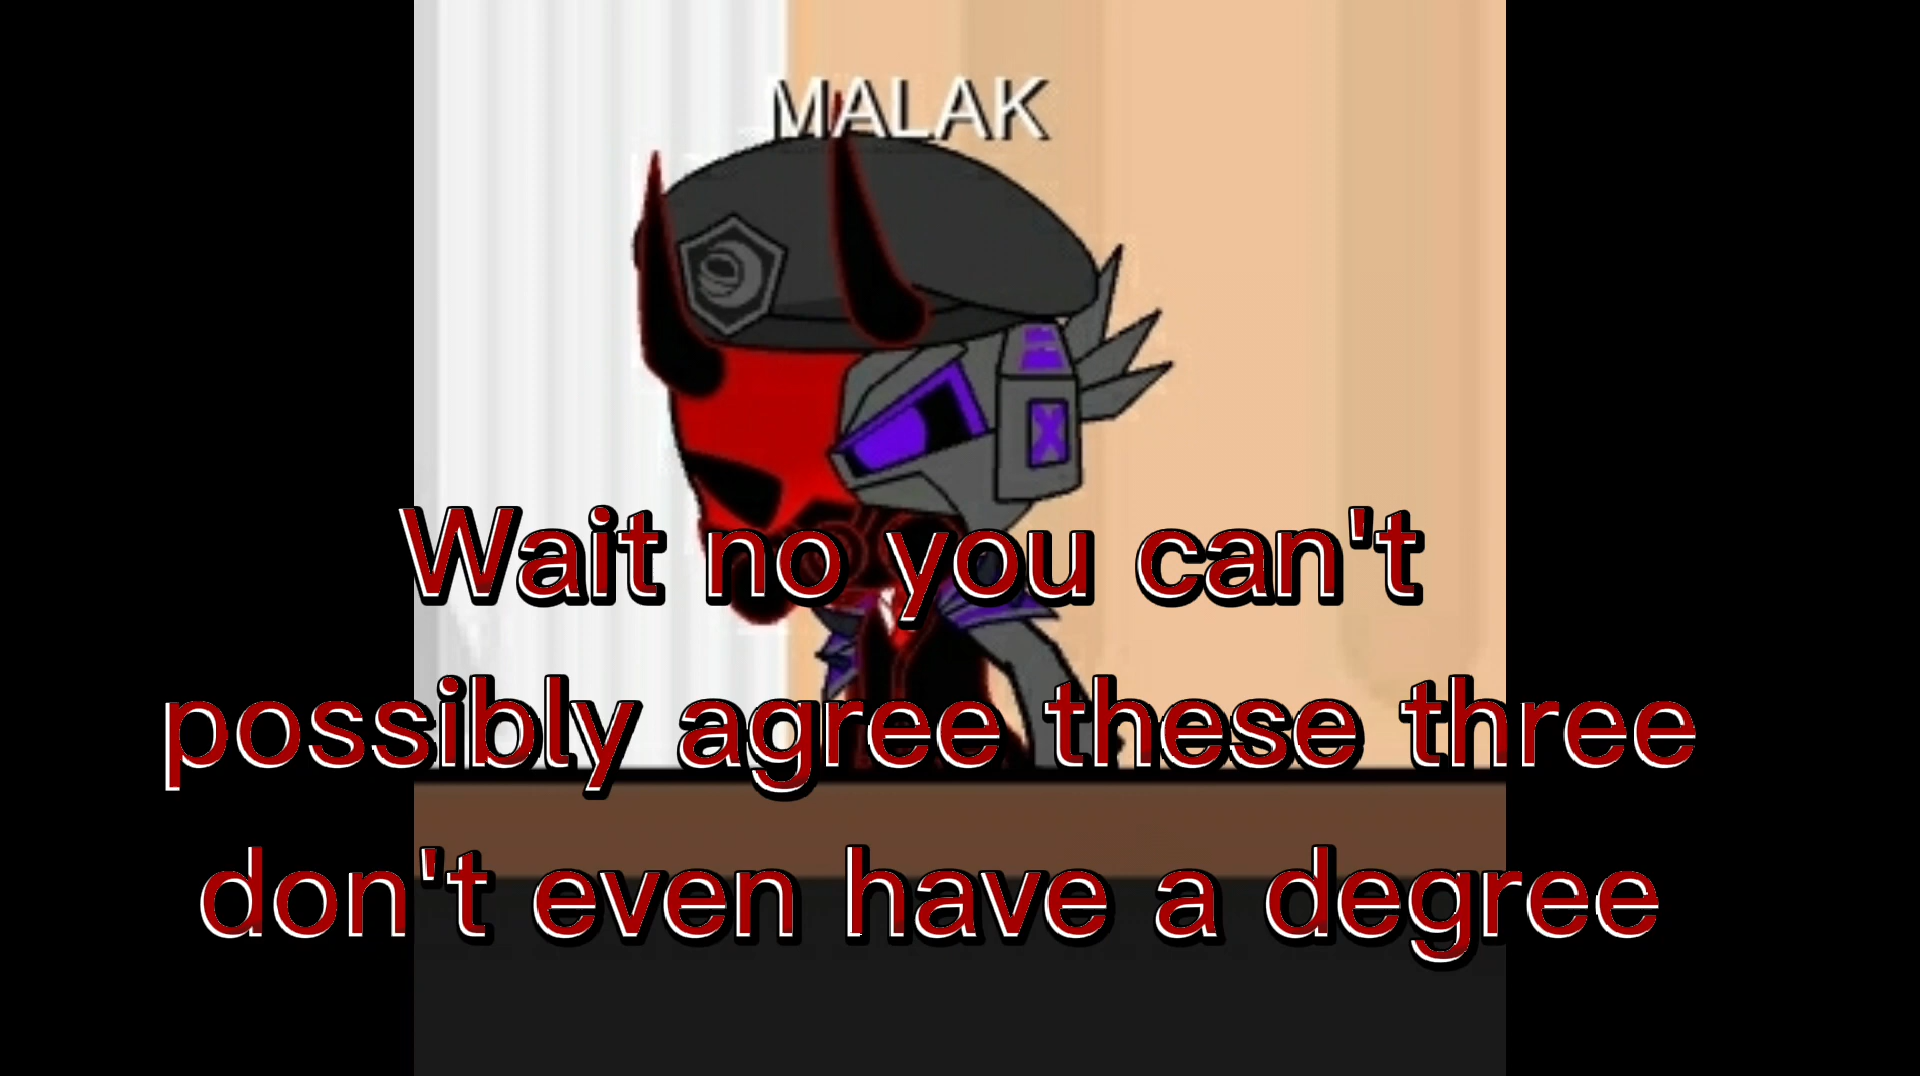 MALAK
Wait no you can't
possibly agree these three
don't even have a degree
X